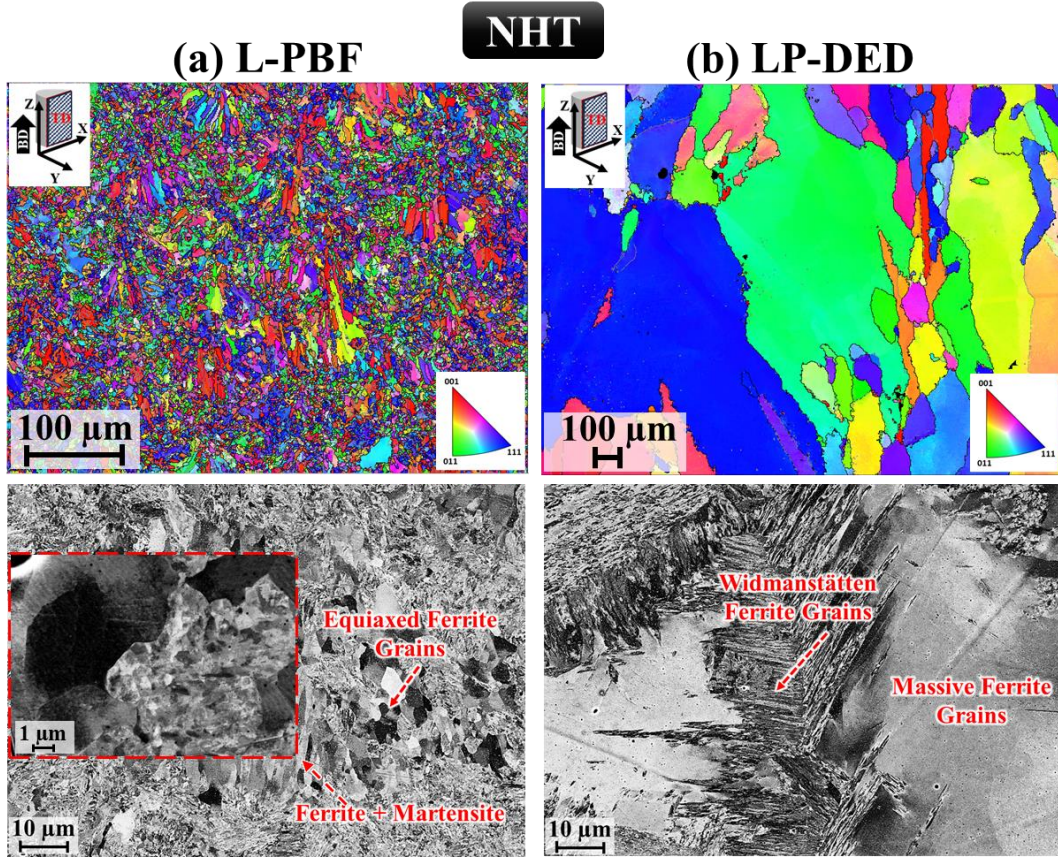 NHT
(a) L-PBF
(b) LP-DED
Z
TD
X
BD
Y
100 µm
001
011
111
Z
TD
X
BD
Y
100 µm
001
011
111
Equiaxed Ferrite
Grains
1 µm
Ferrite + Martensite
10 µm
Widmanstätten
Ferrite Grains
Massive Ferrite
Grains
10 µm